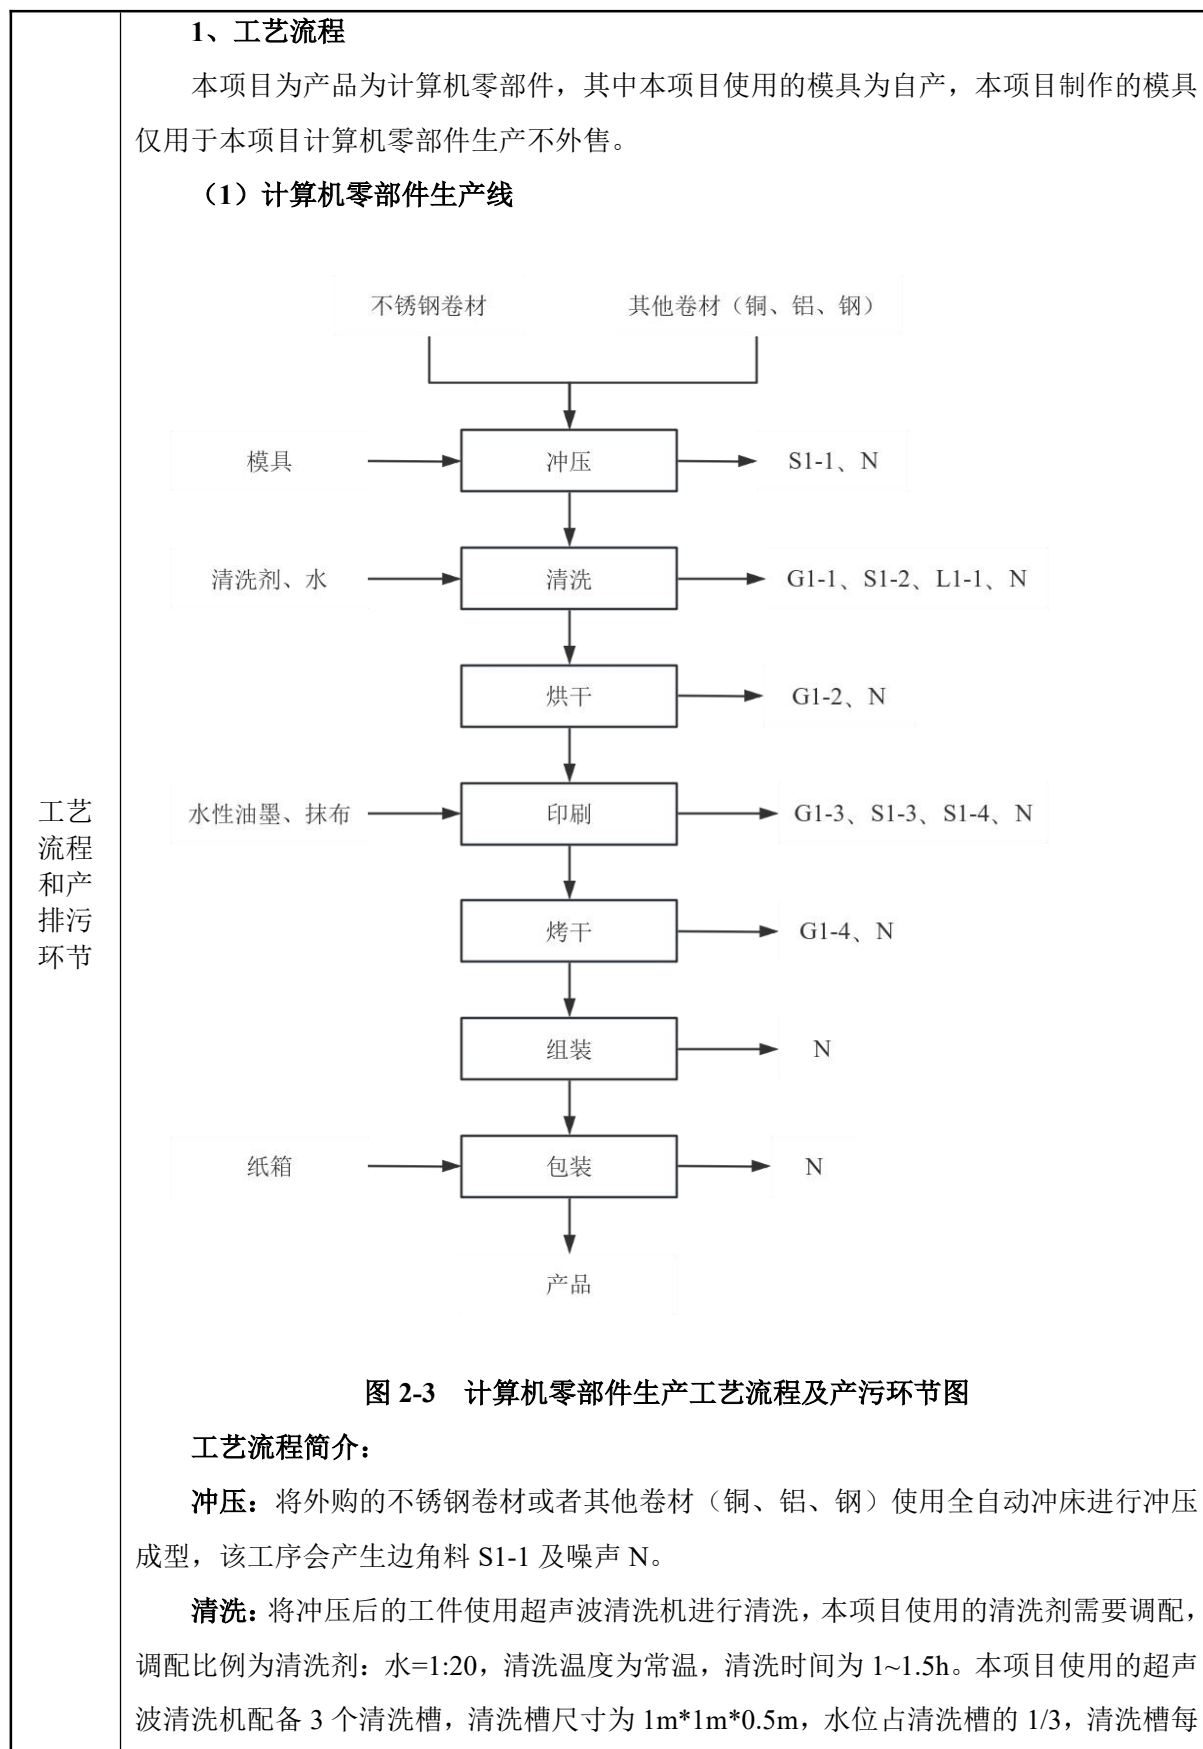 1、工艺流程
本项目为产品为计算机零部件，其中本项目使用的模具为自产，本项目制作的模具
仅用于本项目计算机零部件生产不外售。
（1）计算机零部件生产线
不锈钢卷材
其他卷材（铜、铝、钢）
模具
冲压
S1-1、N
清洗剂、水
清洗
G1-1、S1-2、L1-1、N
烘干
G1-2、N
水性油墨、抹布
印刷
G1-3、S1-3、S1-4、N
烤干
G1-4、N
组装
N
纸箱
包装
N
产品
图 2-3 计算机零部件生产工艺流程及产污环节图
工艺流程简介：
冲压：将外购的不锈钢卷材或者其他卷材（铜、铝、钢）使用全自动冲床进行冲压
成型，该工序会产生边角料 S1-1 及噪声 N。
清洗：将冲压后的工件使用超声波清洗机进行清洗，本项目使用的清洗剂需要调配，
调配比例为清洗剂：水=1:20，清洗温度为常温，清洗时间为 1~1.5h。本项目使用的超声
波清洗机配备 3 个清洗槽，清洗槽尺寸为 1m*1m*0.5m，水位占清洗槽的 1/3，清洗槽每
工艺
流程
和产
排污
环节